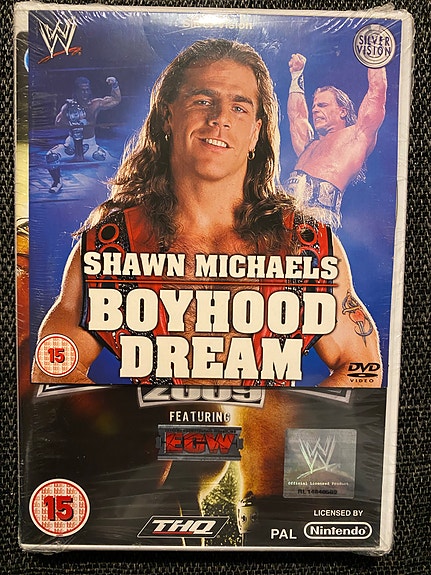 W
SILVER
VISION
SHAWN MICHAELS
BOYHOOD
DREAM
15
DVD
VIDEO
2009
FEATURING
ECW
W
Official Licensed Product
15
THQ
LICENSED BY
PAL
Nintendo